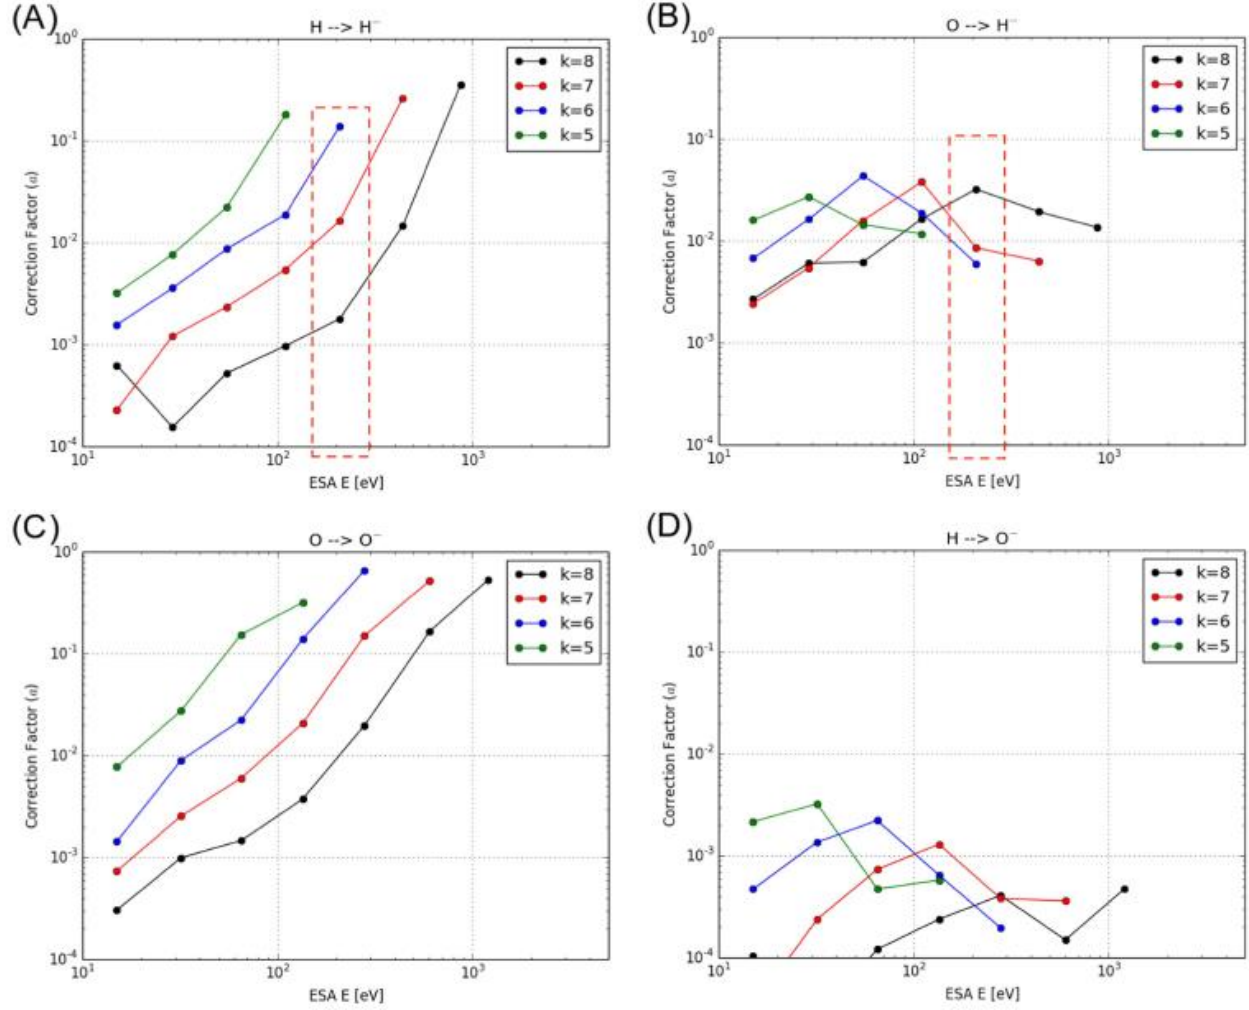 (A)
H --> H⁻
10⁰
10⁻¹
10⁻²
10⁻³
10⁻⁴
Correction Factor (a)
k=8
k=7
k=6
k=5
10¹
10²
10³
ESA E [eV]
(B)
O --> H⁻
10⁰
10⁻¹
10⁻²
10⁻³
10⁻⁴
Correction Factor (a)
k=8
k=7
k=6
k=5
10¹
10²
10³
ESA E [eV]
(C)
O --> O⁻
10⁰
10⁻¹
10⁻²
10⁻³
10⁻⁴
Correction Factor (a)
k=8
k=7
k=6
k=5
10¹
10²
10³
ESA E [eV]
(D)
H --> O⁻
10⁰
10⁻¹
10⁻²
10⁻³
10⁻⁴
Correction Factor (a)
k=8
k=7
k=6
k=5
10¹
10²
10³
ESA E [eV]